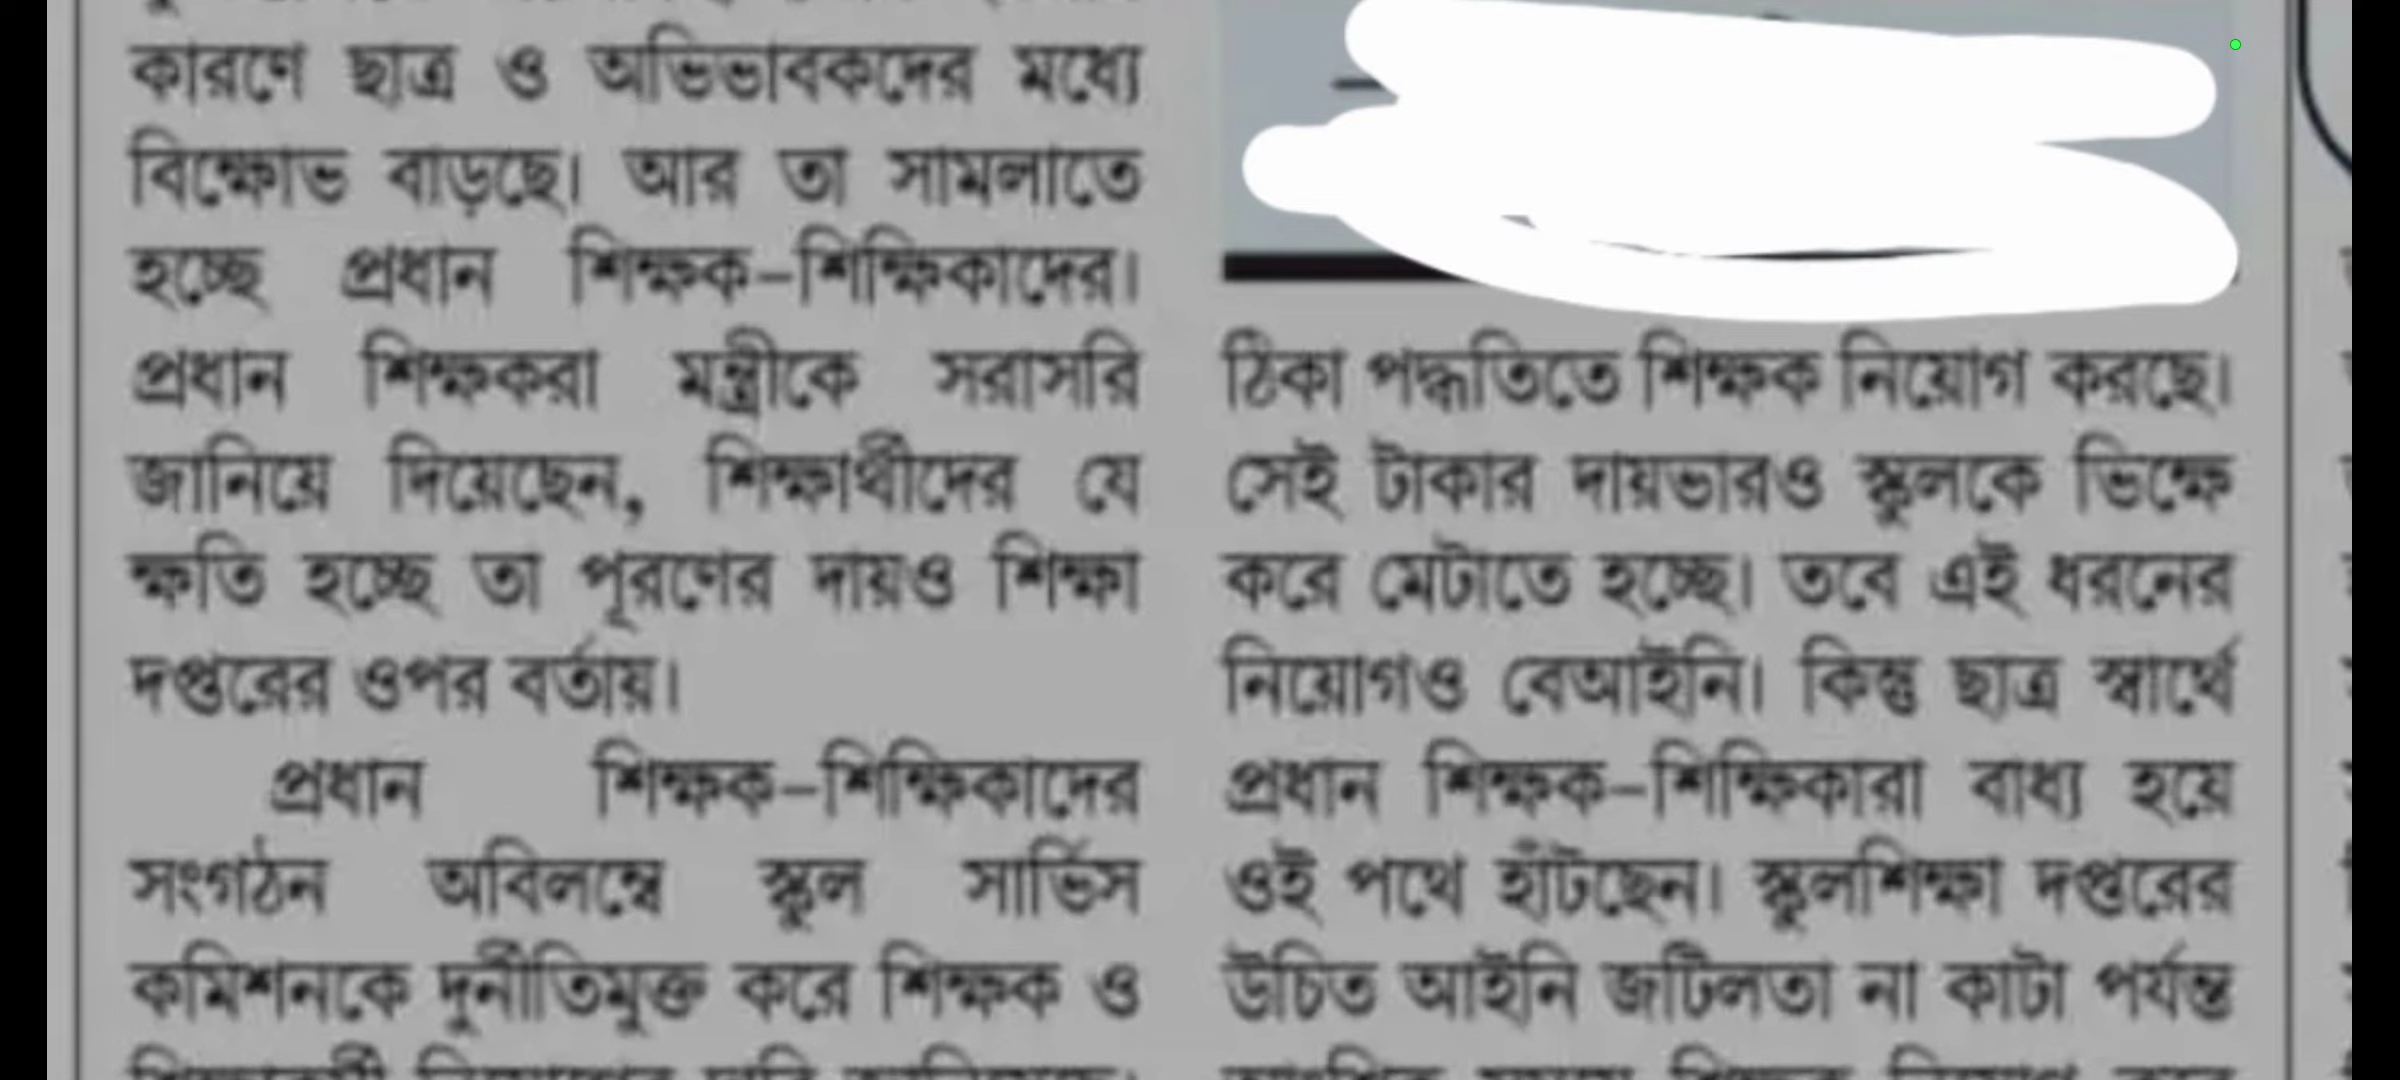 কারণে ছাত্র ও অভিভাবকদের মধ্যে
বিক্ষোভ বাড়ছে। আর তা সামলাতে
হচ্ছে প্রধান শিক্ষক–শিক্ষিকাদের।
প্রধান শিক্ষকরা মন্ত্রীকে সরাসরি
জানিয়ে দিয়েছেন, শিক্ষার্থীদের যে
ক্ষতি হচ্ছে তা পূরণের দায়ও শিক্ষা
দপ্তরের ওপর বর্তায়।
প্রধান শিক্ষক–শিক্ষিকাদের
সংগঠন অবিলম্বে স্কুল সার্ভিস
কমিশনকে দুর্নীতিমুক্ত করে শিক্ষক ও
ঠিকা পদ্ধতিতে শিক্ষক নিয়োগ করছে।
সেই টাকার দায়ভারও স্কুলকে ভিক্ষে
করে মেটাতে হচ্ছে। তবে এই ধরনের
নিয়োগও বেআইনি। কিন্তু ছাত্র স্বার্থে
প্রধান শিক্ষক–শিক্ষিকারা বাধ্য হয়ে
ওই পথে হাঁটছেন। স্কুলশিক্ষা দপ্তরের
উচিত আইনি জটিলতা না কাটা পর্যন্ত